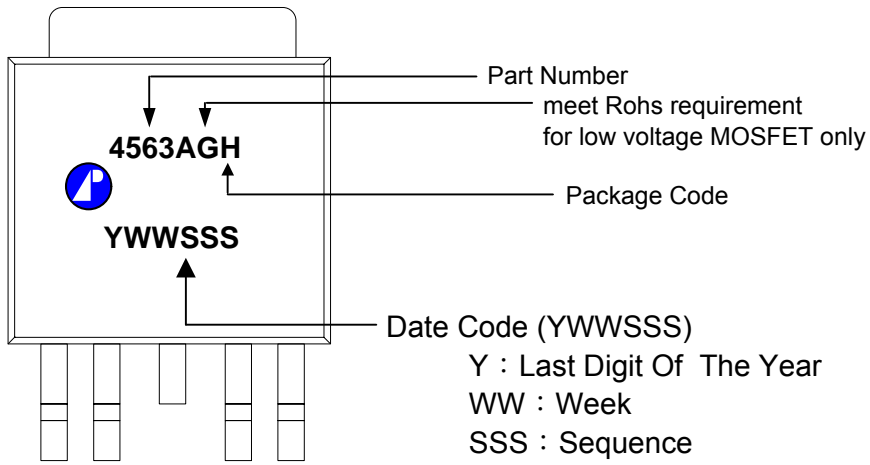 Part Number
meet Rohs requirement
for low voltage MOSFET only
4563AGH
Package Code
YWWSSS
Date Code (YWWSSS)
Y：Last Digit Of The Year
WW：Week
SSS：Sequence